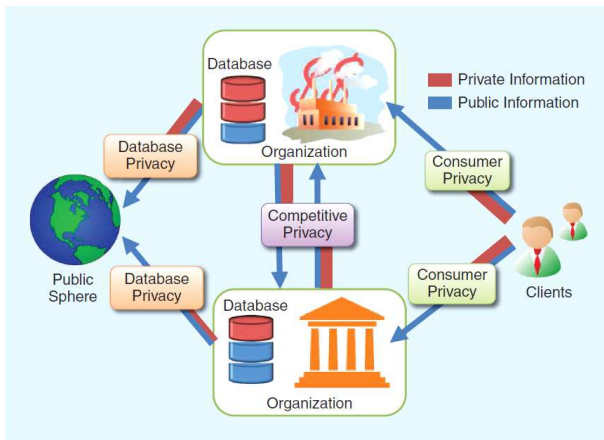 Database
Organization
Private Information
Public Information
Database
Privacy
Consumer
Privacy
Competitive
Privacy
Public
Sphere
Database
Privacy
Consumer
Privacy
Clients
Database
Organization